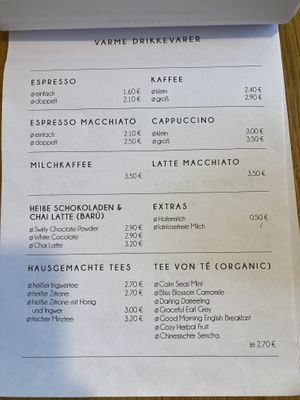 VARME DRIKKEVARER
ESPRESSO
ø einfach 1.60 €
ø doppelt 2.10 €
KAFFEE
ø klein 2.40 €
ø groß 2.90 €
ESPRESSO MACCHIATO
ø einfach 2.10 €
ø doppelt 2.50 €
CAPPUCCINO
ø klein 3.00 €
ø groß 3.50 €
MILCHKAFFEE
3.50 €
LATTE MACCHIATO
3.50 €
HEIßE SCHOKOLADEN &
CHAI LATTE (BARÚ)
ø Swirly Choclate Powder 2.90 €
ø White Cocolate 2.90 €
ø Chai Latte 3.20 €
EXTRAS
ø Hafermilch 0.50 €
ø laktosefreie Milch /
HAUSGEMACHTE TEES
ø heißer Ingwertee 2.70 €
ø heiße Zitrone 2.70 €
ø heiße Zitrone mit Honig
und Ingwer 3.00 €
ø frischer Minztee 3.20 €
TEE VON TÉ (ORGANIC)
ø Calm Seas Mint
ø Bliss Blossom Camomile
ø Darling Darjeeling
ø Graceful Earl Grey
ø Good Morning English Breakfast
ø Cozy Herbal Fruit
ø Chinesischer Sencha
je 2.70 €